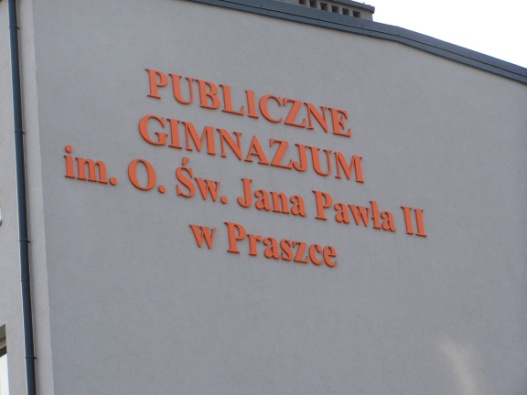 PUBLICZNE
GIMNAZJUM
im. O. Św. Jana Pawła II
w Praszce